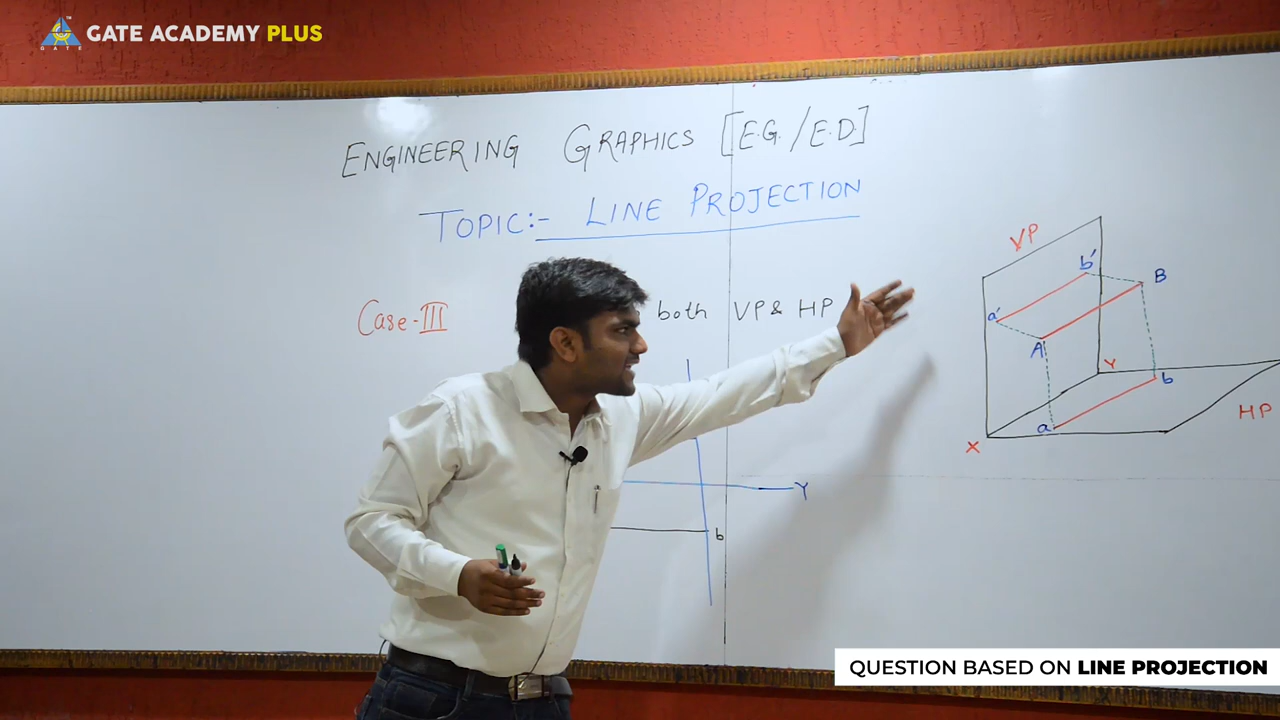 GATE
GATE ACADEMY PLUS
ENGINEERING GRAPHICS [E.G./E.D.]
TOPIC:- LINE PROJECTION
Case-III both VP & HP
VP
b'
B
a'
A
Y
b
HP
a
X
Y
b
QUESTION BASED ON LINE PROJECTION